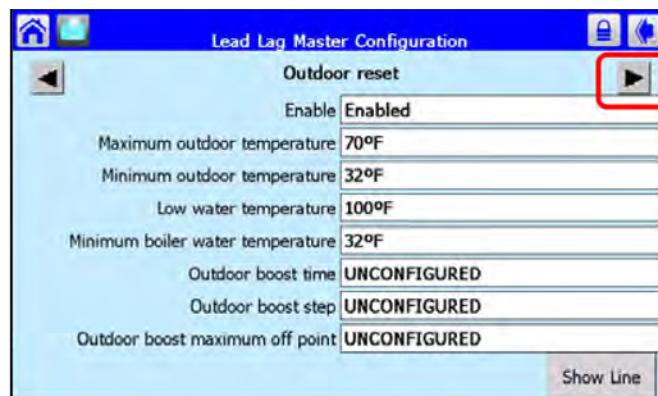 Lead Lag Master Configuration
Outdoor reset
Enable Enabled
Maximum outdoor temperature 70ºF
Minimum outdoor temperature 32ºF
Low water temperature 100ºF
Minimum boiler water temperature 32ºF
Outdoor boost time UNCONFIGURED
Outdoor boost step UNCONFIGURED
Outdoor boost maximum off point UNCONFIGURED
Show Line